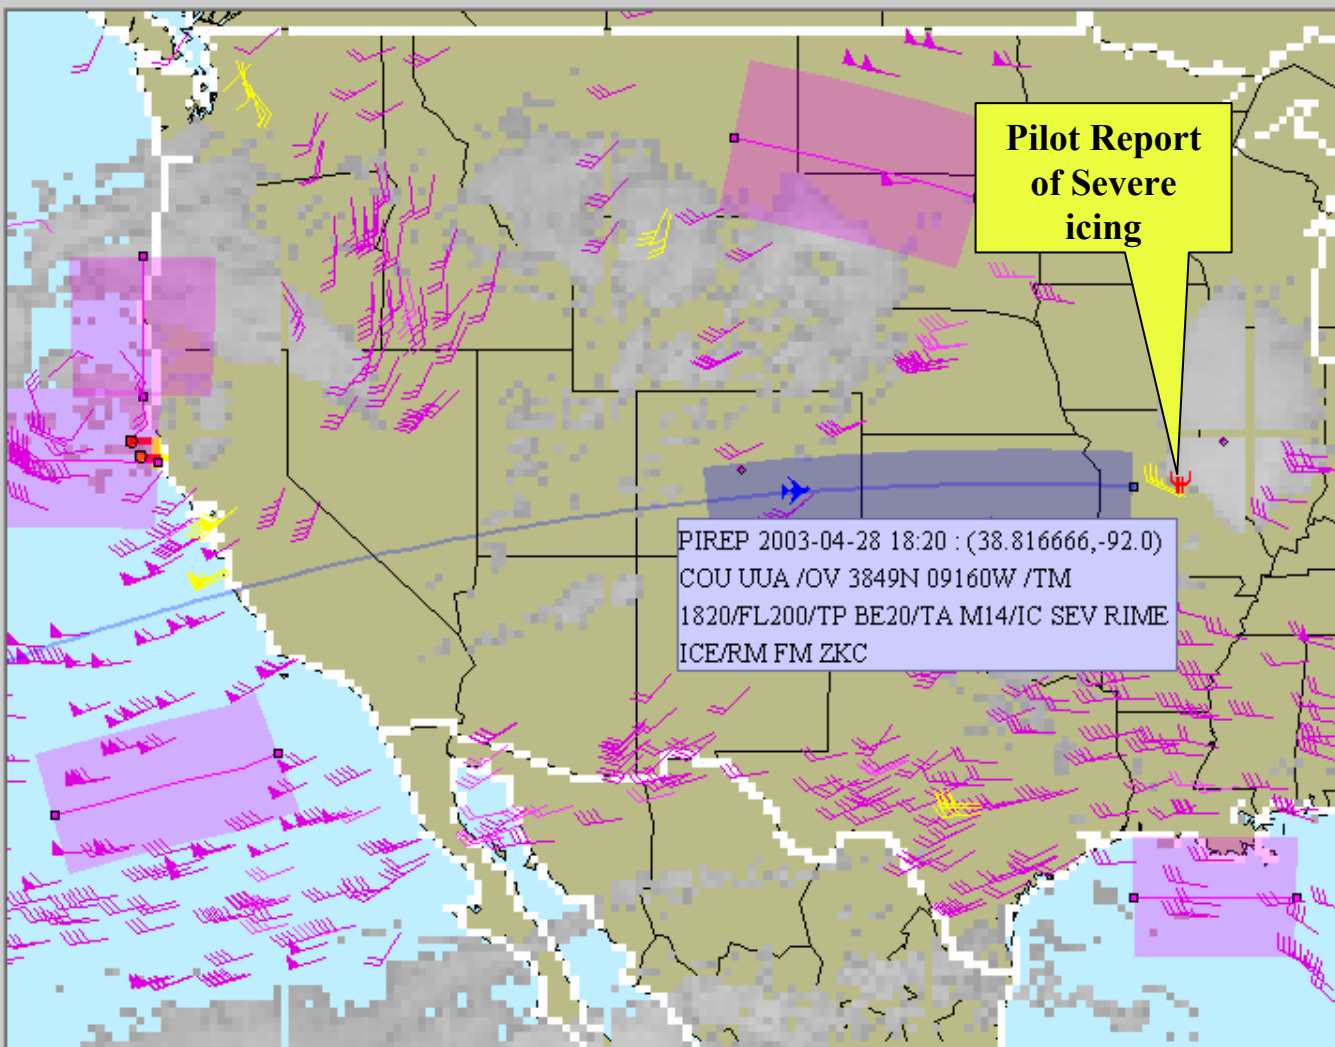 Pilot Report
of Severe
icing
PIREP 2003-04-28 18:20 : (38.816666,-92.0)
COU UUA /OV 3849N 09160W /TM
1820/FL200/TP BE20/TA M14/IC SEV RIME
ICE/RM FM ZKC